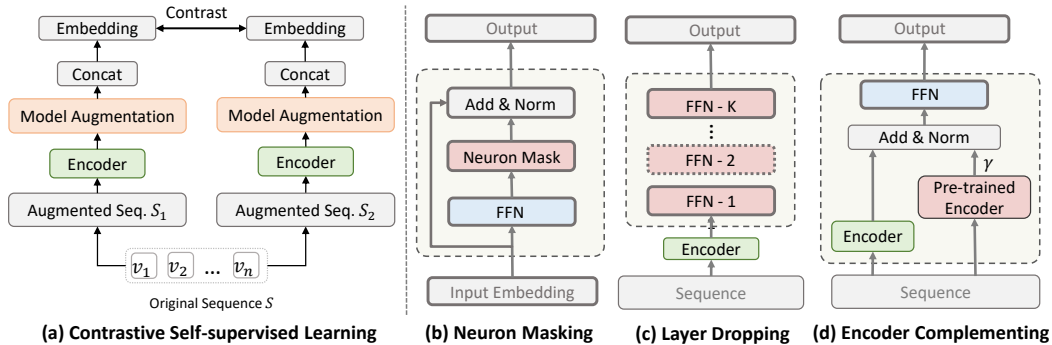 Contrast
Embedding
Embedding
Concat
Concat
Model Augmentation
Model Augmentation
Encoder
Encoder
Augmented Seq. S₁
Augmented Seq. S₂
v₁ v₂ ... vₙ
Original Sequence S
(a) Contrastive Self-supervised Learning
Output
Add & Norm
Neuron Mask
FFN
Input Embedding
(b) Neuron Masking
Output
FFN - K
⋮
FFN - 2
FFN - 1
Encoder
Sequence
(c) Layer Dropping
Output
FFN
Add & Norm
γ
Pre-trained
Encoder
Encoder
Sequence
(d) Encoder Complementing